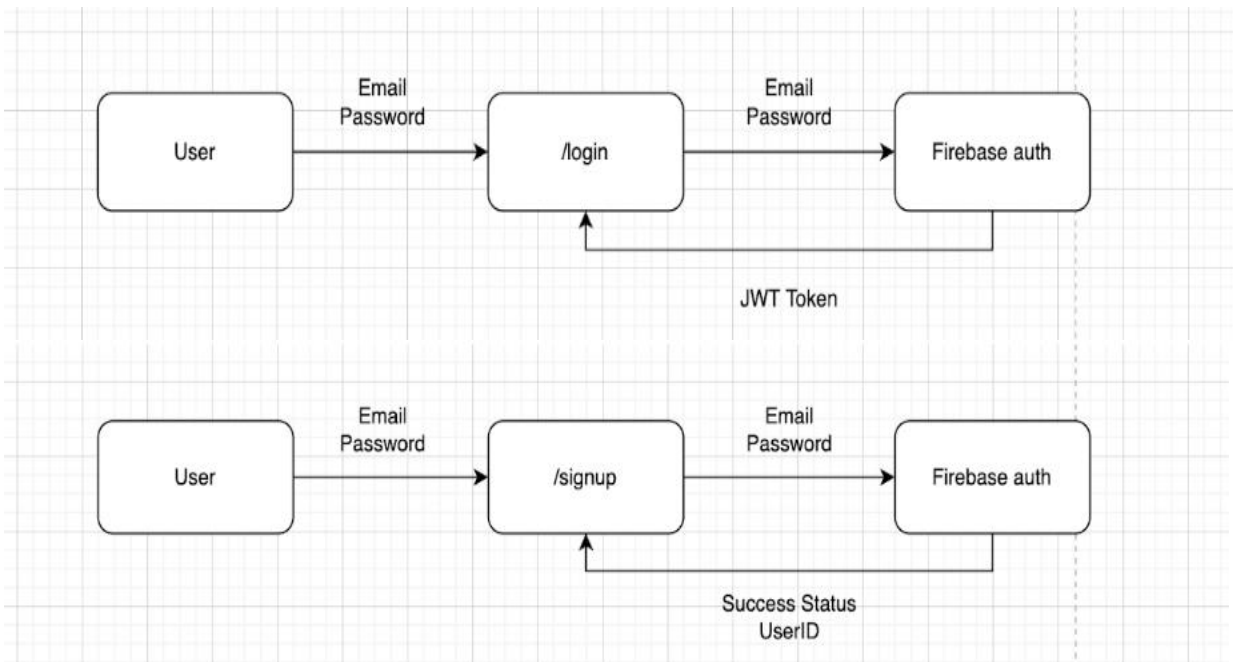 Email
Password
Email
Password
User
/login
Firebase auth
JWT Token
Email
Password
Email
Password
User
/signup
Firebase auth
Success Status
UserID